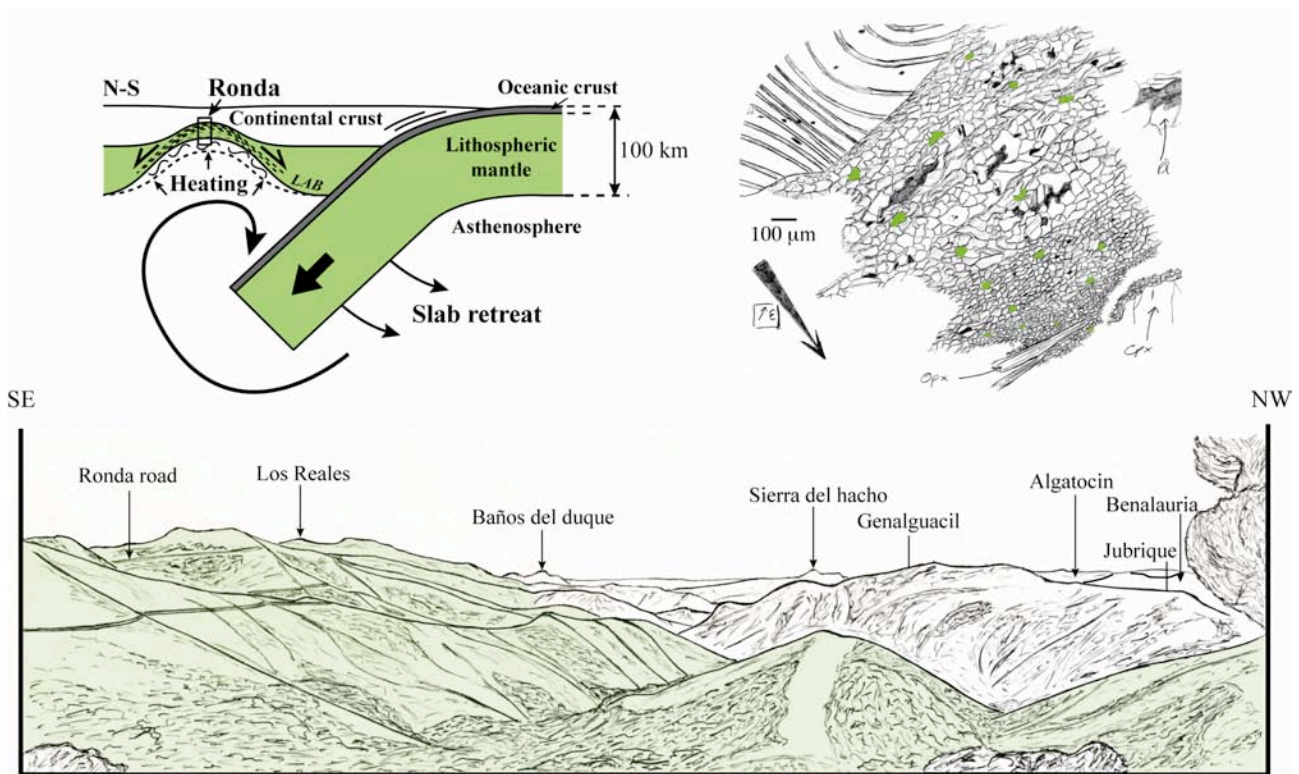 N-S
Ronda
Continental crust
Oceanic crust
Lithospheric
mantle
100 km
Heating
LAB
Asthenosphere
Slab retreat
100 μm
↑ε
a
Opx
Cpx
SE
NW
Ronda road
Los Reales
Baños del duque
Sierra del hacho
Genalguacil
Algatocin
Benalauria
Jubrique